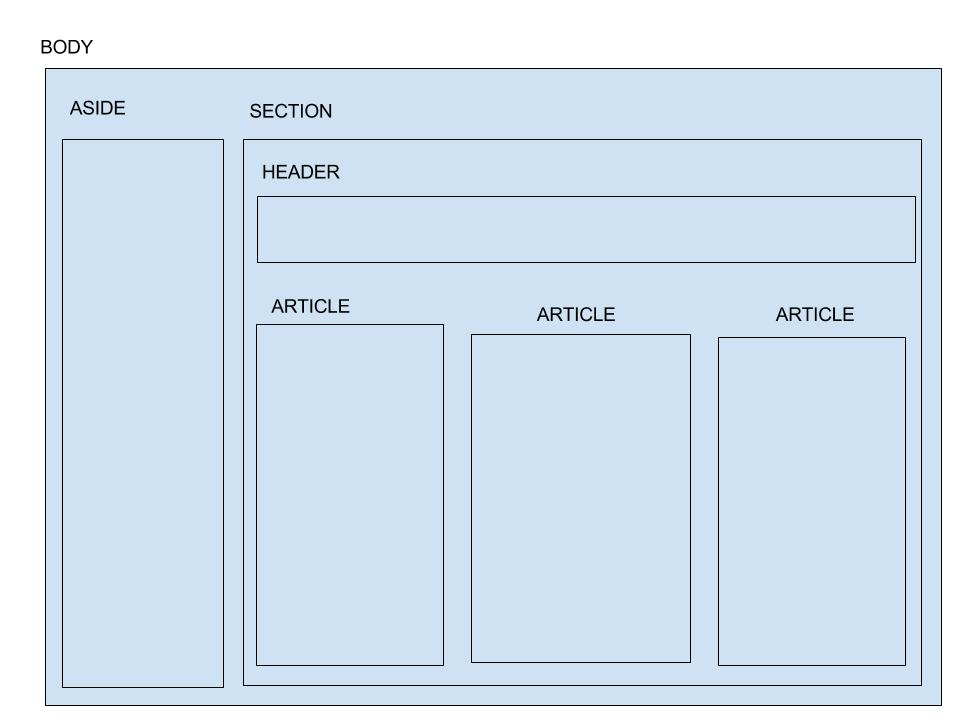 BODY
ASIDE
SECTION
HEADER
ARTICLE
ARTICLE
ARTICLE